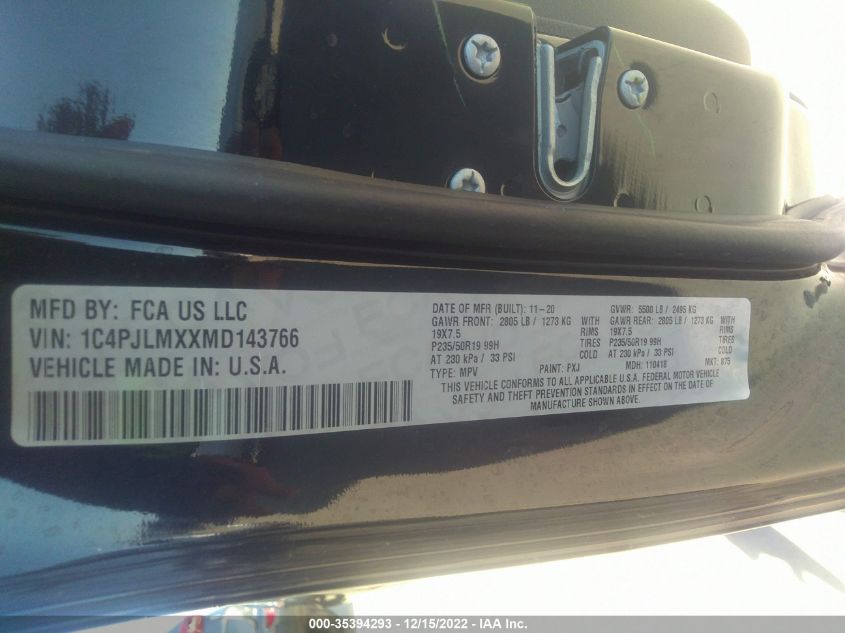 MFD BY: FCA US LLC
VIN: 1C4PJLMXXMD143766
VEHICLE MADE IN: U.S.A.
DATE OF MFR (BUILT): 11-20
GAWR FRONT: 2805 LB / 1273 KG WITH
19X7.5 TIRES
P235/50R19 99H RIMS
AT 230 kPa / 33 PSI COLD
TYPE: MPV PAINT: PXJ
GVWR: 5500 LB / 2495 KG
GAWR REAR: 2805 LB / 1273 KG WITH
19X7.5 TIRES
P235/50R19 99H RIMS
AT 230 kPa / 33 PSI COLD
MDH: 110418 MKT: 875
THIS VEHICLE CONFORMS TO ALL APPLICABLE U.S.A. FEDERAL MOTOR VEHICLE
SAFETY AND THEFT PREVENTION STANDARDS IN EFFECT ON THE DATE OF
MANUFACTURE SHOWN ABOVE.
000-35394293 - 12/15/2022 - IAA Inc.